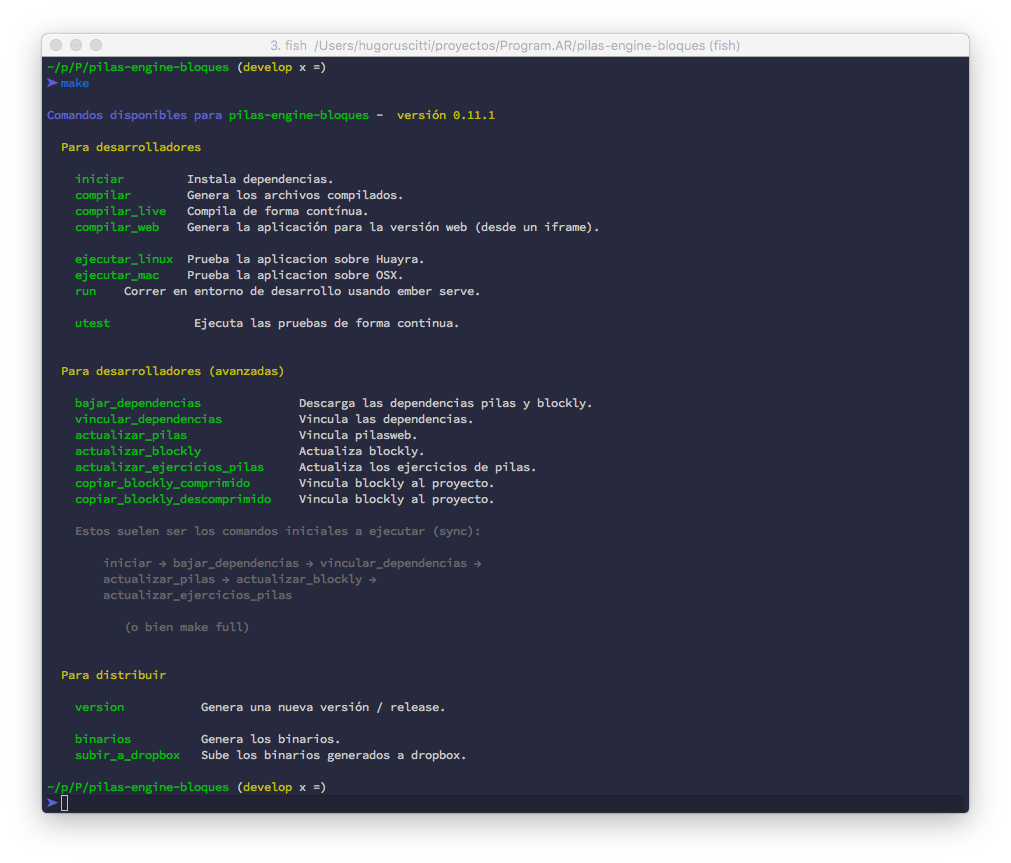 3. fish /Users/hugoruscitti/proyectos/Program.AR/pilas-engine-bloques (fish)
~/p/P/pilas-engine-bloques (develop x =)
➤ make
Comandos disponibles para pilas-engine-bloques - versión 0.11.1
Para desarrolladores
iniciar Instala dependencias.
compilar Genera los archivos compilados.
compilar_live Compila de forma contínua.
compilar_web Genera la aplicación para la versión web (desde un iframe).
ejecutar_linux Prueba la aplicacion sobre Huayra.
ejecutar_mac Prueba la aplicacion sobre OSX.
run Correr en entorno de desarrollo usando ember serve.
utest Ejecuta las pruebas de forma continua.
Para desarrolladores (avanzadas)
bajar_dependencias Descarga las dependencias pilas y blockly.
vincular_dependencias Vincula las dependencias.
actualizar_pilas Vincula pilasweb.
actualizar_blockly Actualiza blockly.
actualizar_ejercicios_pilas Actualiza los ejercicios de pilas.
copiar_blockly_comprimido Vincula blockly al proyecto.
copiar_blockly_descomprimido Vincula blockly al proyecto.
Estos suelen ser los comandos iniciales a ejecutar (sync):
iniciar → bajar_dependencias → vincular_dependencias →
actualizar_pilas → actualizar_blockly →
actualizar_ejercicios_pilas
(o bien make full)
Para distribuir
version Genera una nueva versión / release.
binarios Genera los binarios.
subir_a_dropbox Sube los binarios generados a dropbox.
~/p/P/pilas-engine-bloques (develop x =)
➤